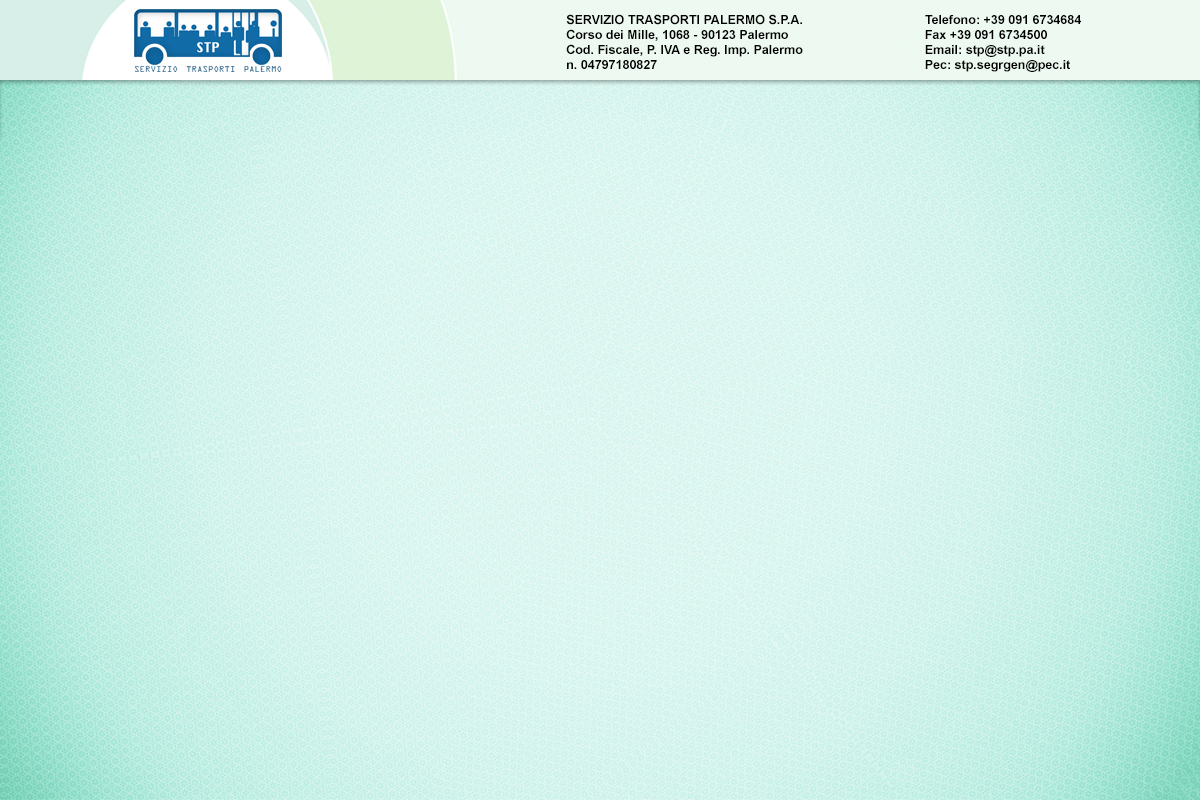 STP
SERVIZIO TRASPORTI PALERMO
SERVIZIO TRASPORTI PALERMO S.P.A.
Corso dei Mille, 1068 - 90123 Palermo
Cod. Fiscale, P. IVA e Reg. Imp. Palermo
n. 04797180827
Telefono: +39 091 6734684
Fax +39 091 6734500
Email: stp@stp.pa.it
Pec: stp.segrgen@pec.it